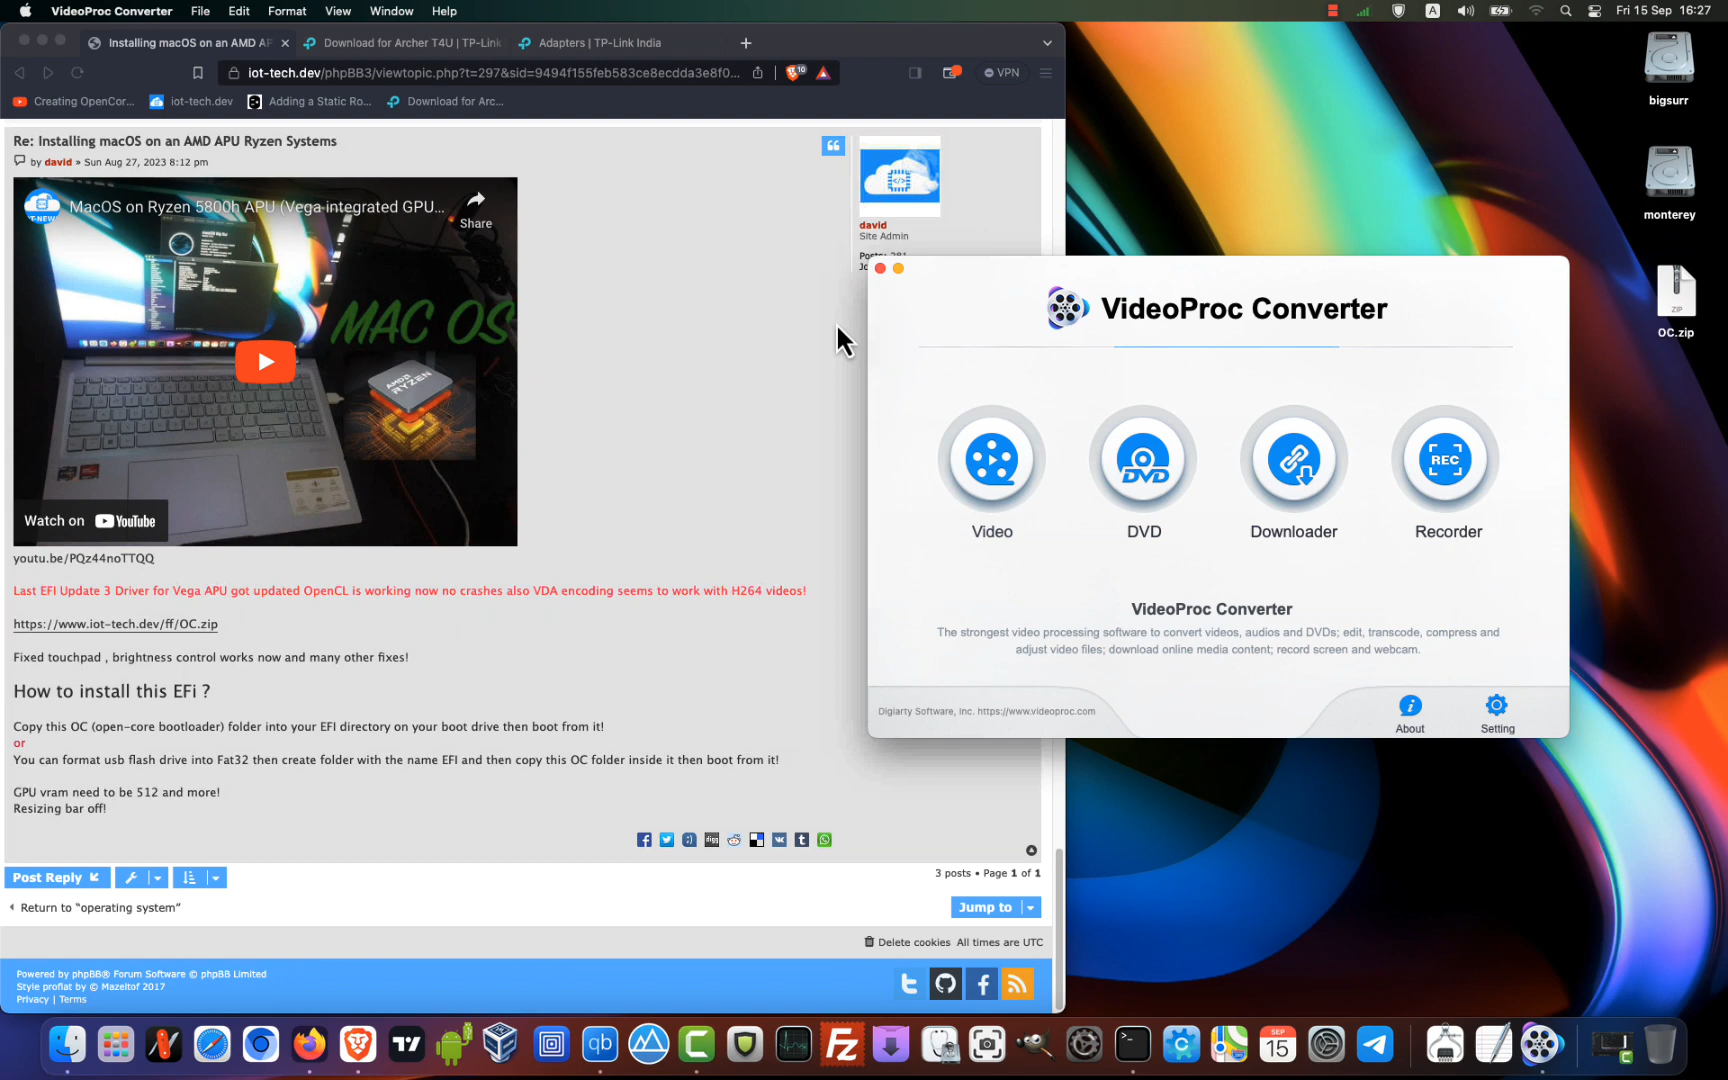 VideoProc Converter File Edit Format View Window Help
A Fri 15 Sep 16:27
Installing macOS on an AMD AP
Download for Archer T4U | TP-Link
Adapters | TP-Link India
iot-tech.dev/phpBB3/viewtopic.php?t=297&sid=9494f155feb583ce8ecdda3e8f0...
10
VPN
Creating OpenCor...
iot-tech.dev
Adding a Static Ro...
Download for Arc...
Re: Installing macOS on an AMD APU Ryzen Systems
by david » Sun Aug 27, 2023 8:12 pm
MacOS on Ryzen 5800h APU (Vega integrated GPU...
Share
MAC OS
AMD
RYZEN
Watch on YouTube
david
Site Admin
youtu.be/PQz44noTTQQ
Last EFI Update 3 Driver for Vega APU got updated OpenCL is working now no crashes also VDA encoding seems to work with H264 videos!
https://www.iot-tech.dev/ff/OC.zip
Fixed touchpad , brightness control works now and many other fixes!
How to install this EFi ?
Copy this OC (open-core bootloader) folder into your EFI directory on your boot drive then boot from it!
or
You can format usb flash drive into Fat32 then create folder with the name EFI and then copy this OC folder inside it then boot from it!
GPU vram need to be 512 and more!
Resizing bar off!
digg
Post Reply
3 posts • Page 1 of 1
Return to “operating system”
Jump to
Delete cookies All times are UTC
Powered by phpBB® Forum Software © phpBB Limited
Style proflat by © Mazeltof 2017
Privacy | Terms
VideoProc Converter
DVD
REC
Video
DVD
Downloader
Recorder
VideoProc Converter
The strongest video processing software to convert videos, audios and DVDs; edit, transcode, compress and
adjust video files; download online media content; record screen and webcam.
Digiarty Software, Inc. https://www.videoproc.com
About
Setting
bigsurr
monterey
ZIP
OC.zip
qb
SEP
15